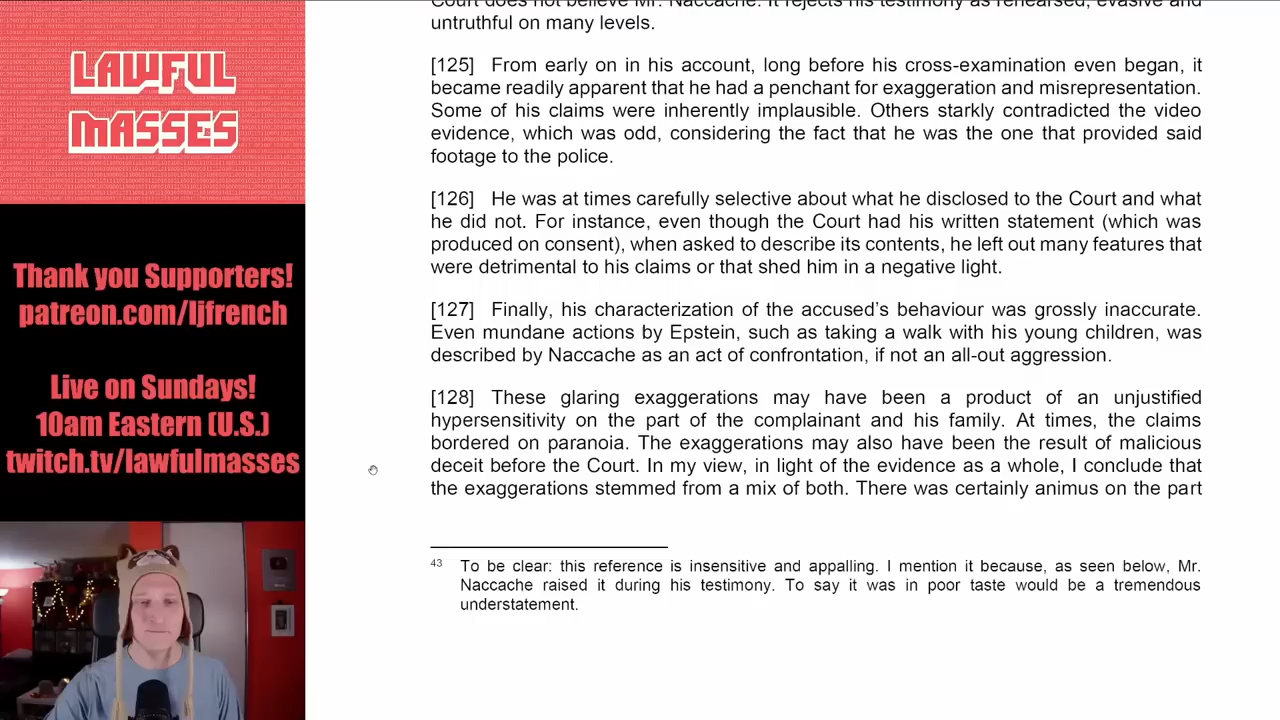 LAWFUL
MASSES
Thank you Supporters!
patreon.com/ljfrench
Live on Sundays!
10am Eastern (U.S.)
twitch.tv/lawfulmasses
Court does not believe Mr. Naccache. It rejects his testimony as rehearsed, evasive and
untruthful on many levels.
[125] From early on in his account, long before his cross-examination even began, it
became readily apparent that he had a penchant for exaggeration and misrepresentation.
Some of his claims were inherently implausible. Others starkly contradicted the video
evidence, which was odd, considering the fact that he was the one that provided said
footage to the police.
[126] He was at times carefully selective about what he disclosed to the Court and what
he did not. For instance, even though the Court had his written statement (which was
produced on consent), when asked to describe its contents, he left out many features that
were detrimental to his claims or that shed him in a negative light.
[127] Finally, his characterization of the accused’s behaviour was grossly inaccurate.
Even mundane actions by Epstein, such as taking a walk with his young children, was
described by Naccache as an act of confrontation, if not an all-out aggression.
[128] These glaring exaggerations may have been a product of an unjustified
hypersensitivity on the part of the complainant and his family. At times, the claims
bordered on paranoia. The exaggerations may also have been the result of malicious
deceit before the Court. In my view, in light of the evidence as a whole, I conclude that
the exaggerations stemmed from a mix of both. There was certainly animus on the part
43 To be clear: this reference is insensitive and appalling. I mention it because, as seen below, Mr.
Naccache raised it during his testimony. To say it was in poor taste would be a tremendous
understatement.